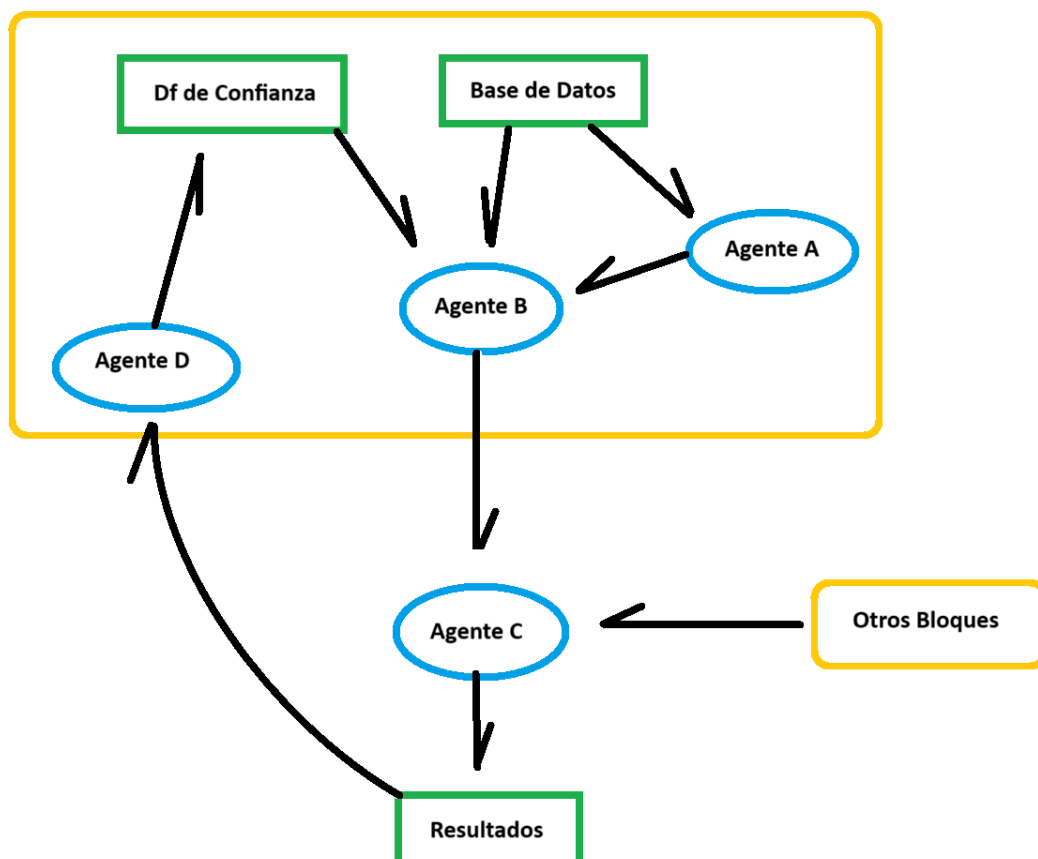 Df de Confianza
Base de Datos
Agente A
Agente B
Agente D
Agente C
Otros Bloques
Resultados